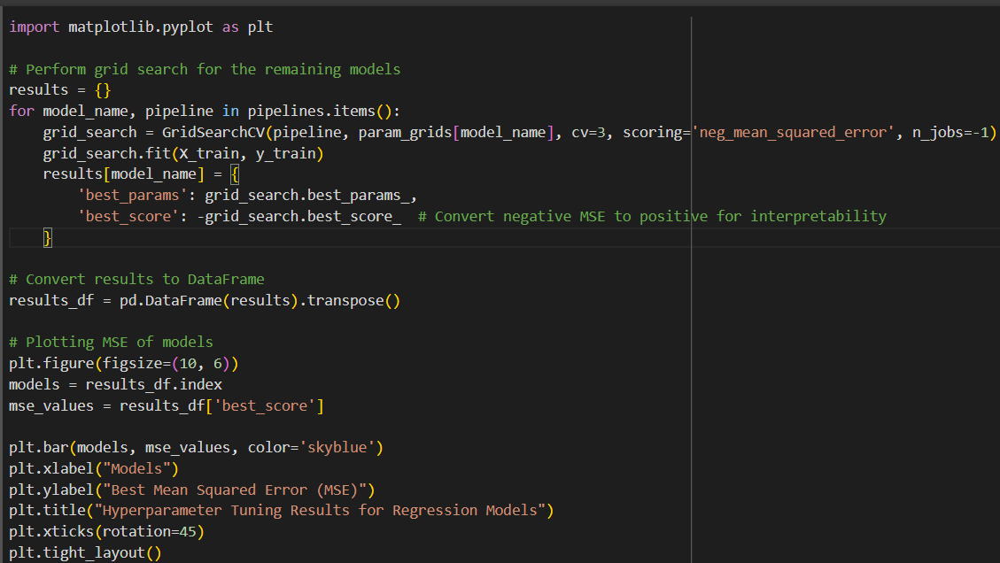 import matplotlib.pyplot as plt

# Perform grid search for the remaining models
results = {}
for model_name, pipeline in pipelines.items():
    grid_search = GridSearchCV(pipeline, param_grids[model_name], cv=3, scoring='neg_mean_squared_error', n_jobs=-1)
    grid_search.fit(X_train, y_train)
    results[model_name] = {
        'best_params': grid_search.best_params_,
        'best_score': -grid_search.best_score_  # Convert negative MSE to positive for interpretability
    }

# Convert results to DataFrame
results_df = pd.DataFrame(results).transpose()

# Plotting MSE of models
plt.figure(figsize=(10, 6))
models = results_df.index
mse_values = results_df['best_score']

plt.bar(models, mse_values, color='skyblue')
plt.xlabel("Models")
plt.ylabel("Best Mean Squared Error (MSE)")
plt.title("Hyperparameter Tuning Results for Regression Models")
plt.xticks(rotation=45)
plt.tight_layout()